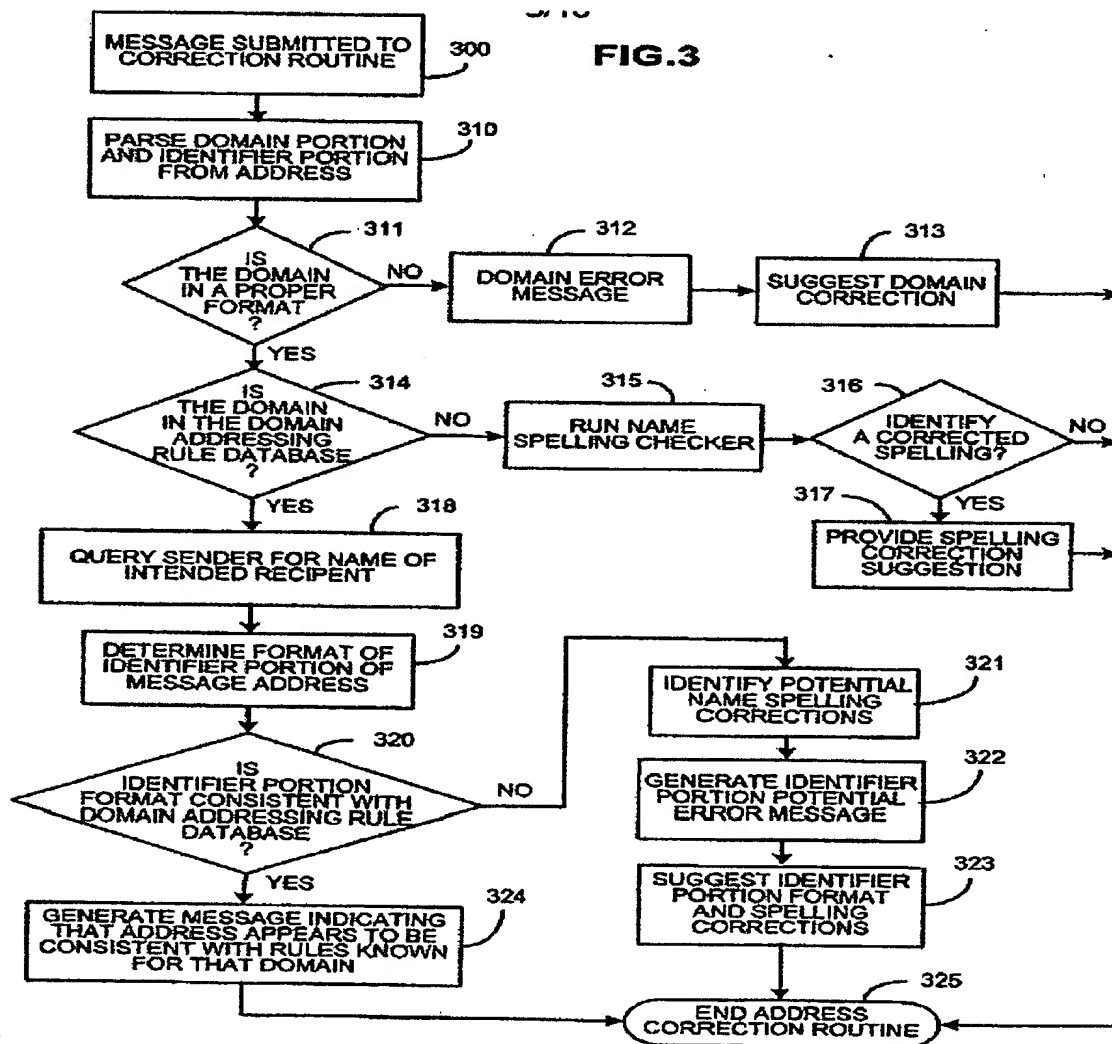 FIG.3
MESSAGE SUBMITTED TO
CORRECTION ROUTINE
300
PARSE DOMAIN PORTION
AND IDENTIFIER PORTION
FROM ADDRESS
310
IS
THE DOMAIN
IN A PROPER
FORMAT
?
311
NO
YES
DOMAIN ERROR
MESSAGE
312
SUGGEST DOMAIN
CORRECTION
313
IS
THE DOMAIN
IN THE DOMAIN
ADDRESSING
RULE DATABASE
?
314
NO
YES
RUN NAME
SPELLING CHECKER
315
IDENTIFY
A CORRECTED
SPELLING?
316
NO
YES
PROVIDE SPELLING
CORRECTION
SUGGESTION
317
QUERY SENDER FOR NAME OF
INTENDED RECIPENT
318
DETERMINE FORMAT OF
IDENTIFIER PORTION OF
MESSAGE ADDRESS
319
IS
IDENTIFIER PORTION
FORMAT CONSISTENT WITH
DOMAIN ADDRESSING RULE
DATABASE
?
320
NO
YES
IDENTIFY POTENTIAL
NAME SPELLING
CORRECTIONS
321
GENERATE IDENTIFIER
PORTION POTENTIAL
ERROR MESSAGE
322
SUGGEST IDENTIFIER
PORTION FORMAT
AND SPELLING
CORRECTIONS
323
GENERATE MESSAGE INDICATING
THAT ADDRESS APPEARS TO BE
CONSISTENT WITH RULES KNOWN
FOR THAT DOMAIN
324
END ADDRESS
CORRECTION ROUTINE
325